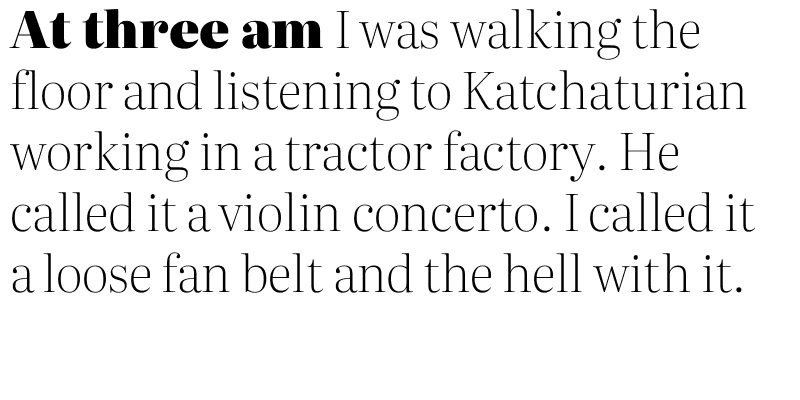 At three am I was walking the
floor and listening to Katchaturian
working in a tractor factory. He
called it a violin concerto. I called it
a loose fan belt and the hell with it.